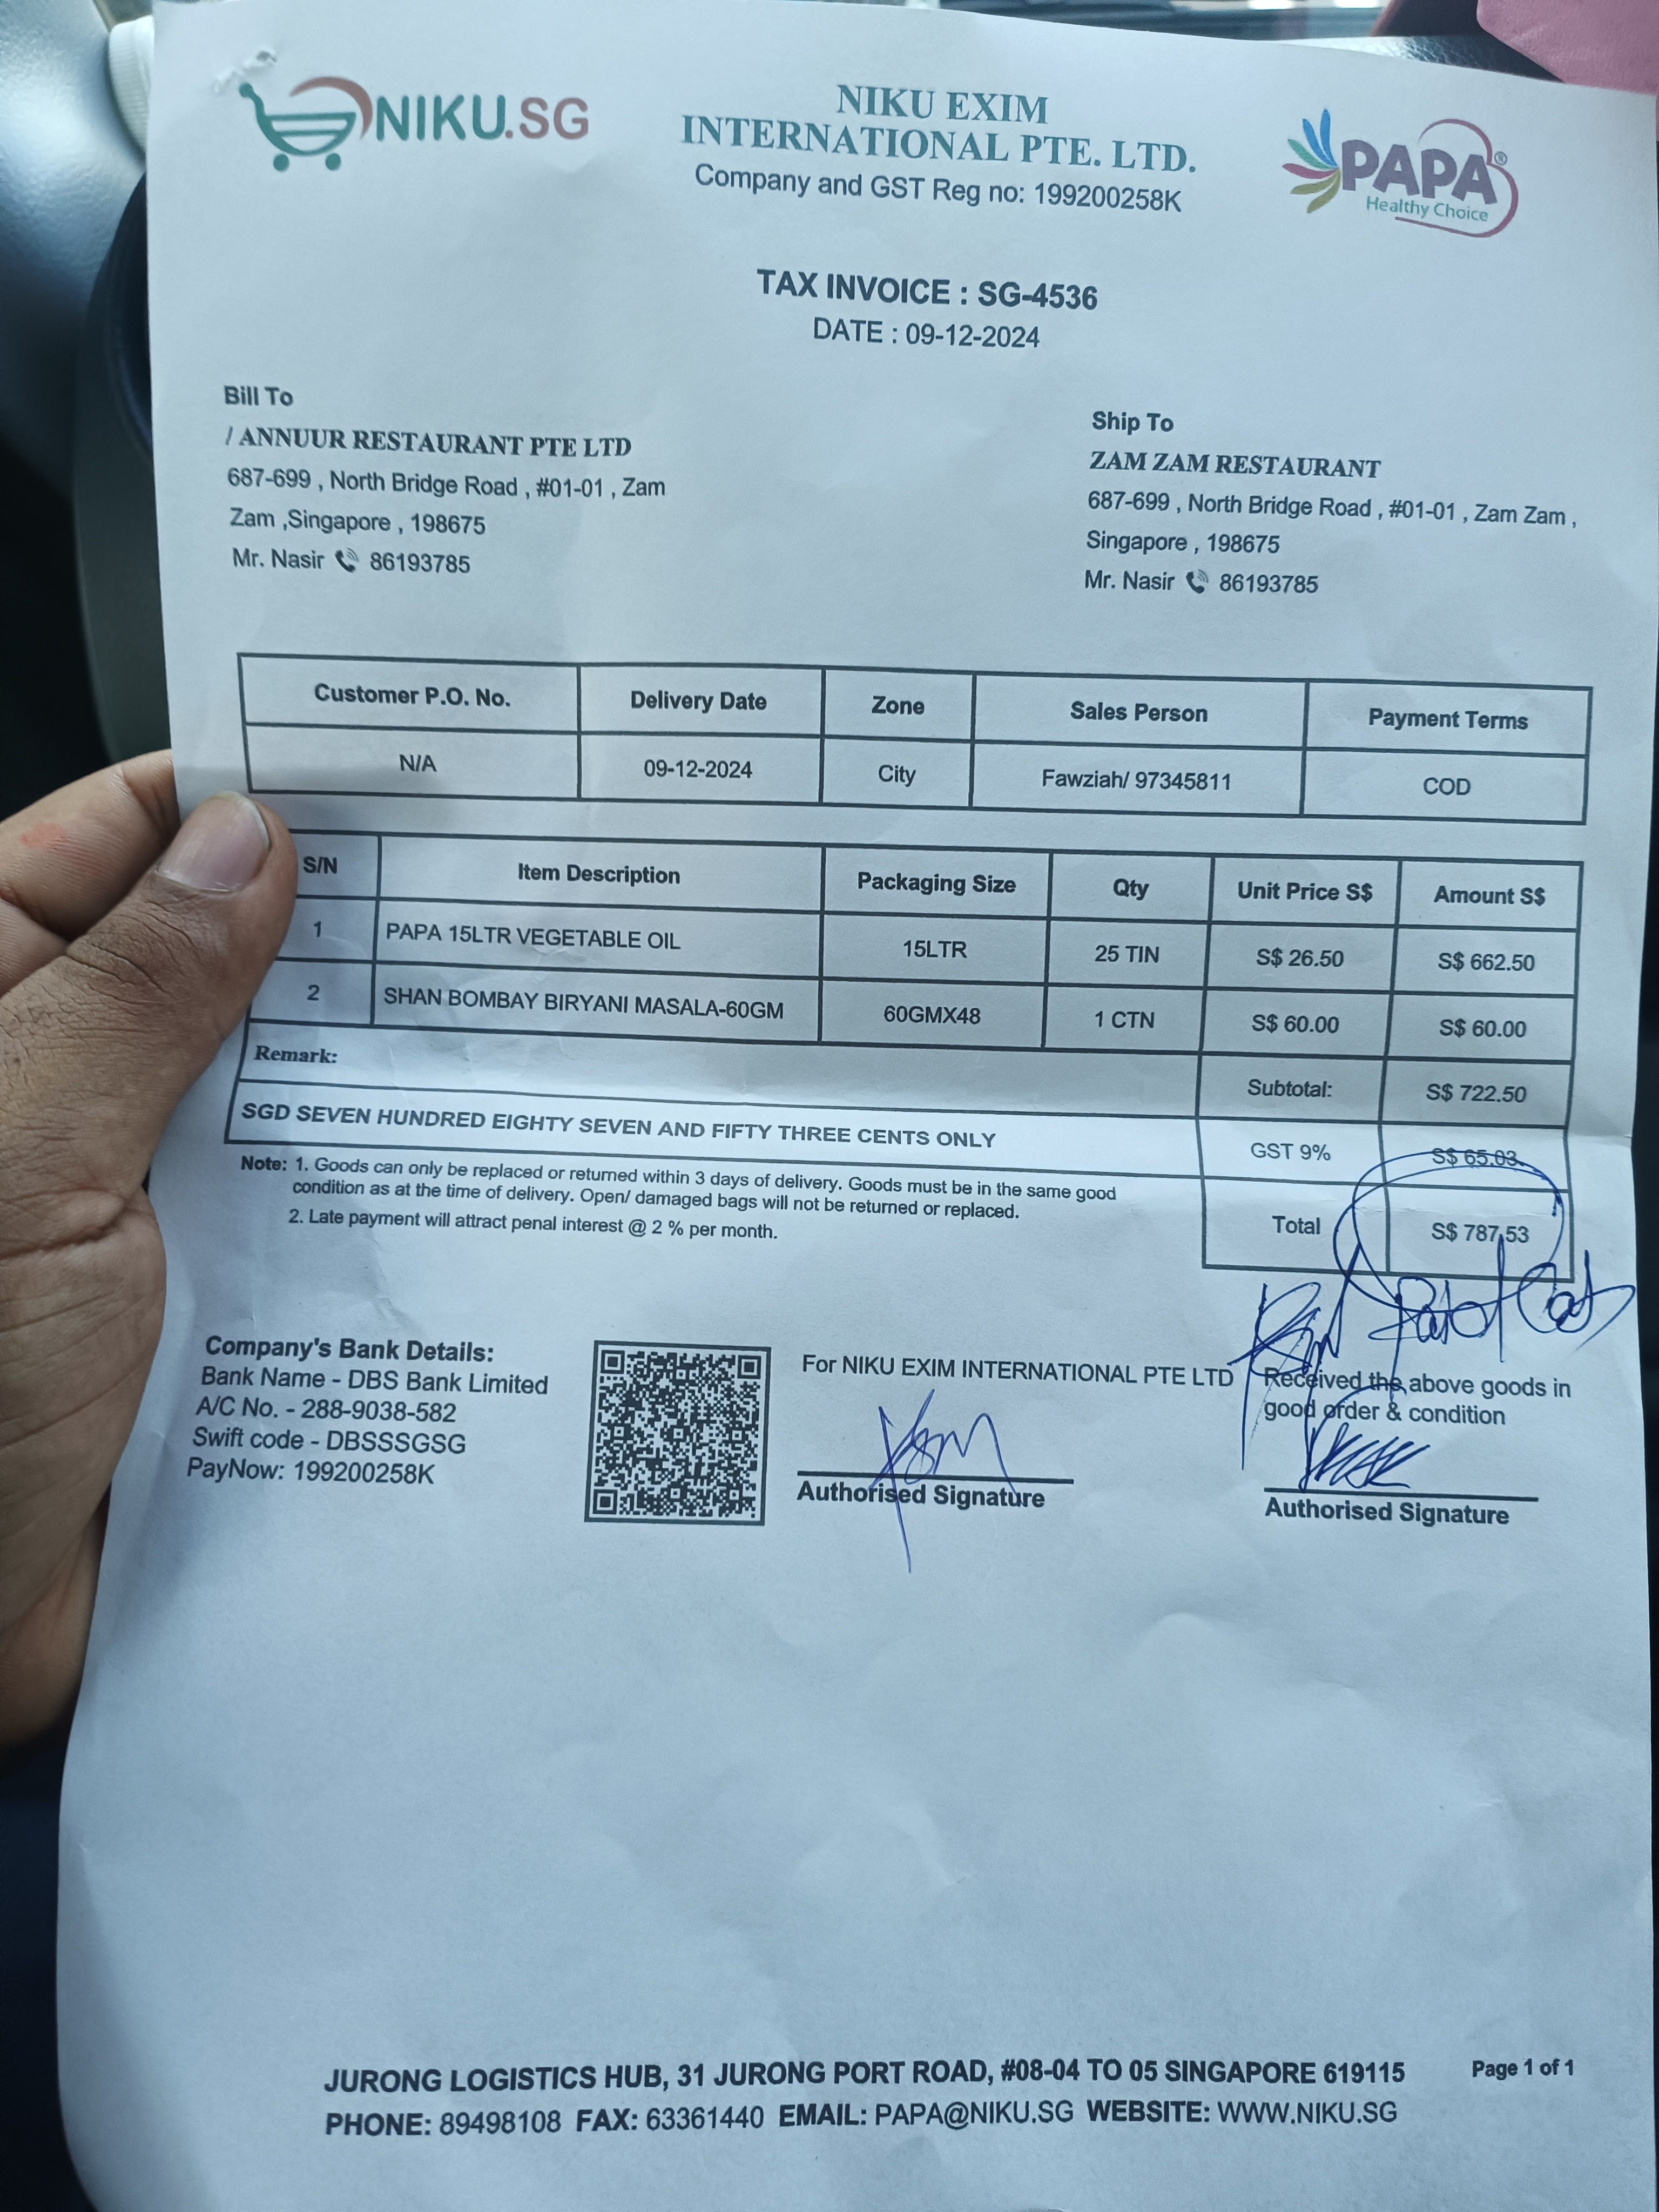 NIKU.SG
NIKU EXIM
INTERNATIONAL PTE. LTD.
Company and GST Reg no: 199200258K
PAPA®
Healthy Choice
TAX INVOICE : SG-4536
DATE : 09-12-2024
Bill To
/ ANNUUR RESTAURANT PTE LTD
687-699 , North Bridge Road , #01-01 , Zam
Zam ,Singapore , 198675
Mr. Nasir 86193785
Ship To
ZAM ZAM RESTAURANT
687-699 , North Bridge Road , #01-01 , Zam Zam ,
Singapore , 198675
Mr. Nasir 86193785
Customer P.O. No. Delivery Date Zone Sales Person Payment Terms
N/A 09-12-2024 City Fawziah/ 97345811 COD
S/N Item Description Packaging Size Qty Unit Price S$ Amount S$
1 PAPA 15LTR VEGETABLE OIL 15LTR 25 TIN S$ 26.50 S$ 662.50
2 SHAN BOMBAY BIRYANI MASALA-60GM 60GMX48 1 CTN S$ 60.00 S$ 60.00
Remark: Subtotal: S$ 722.50
SGD SEVEN HUNDRED EIGHTY SEVEN AND FIFTY THREE CENTS ONLY GST 9% S$ 65.03
Total S$ 787.53
Note: 1. Goods can only be replaced or returned within 3 days of delivery. Goods must be in the same good
condition as at the time of delivery. Open/ damaged bags will not be returned or replaced.
2. Late payment will attract penal interest @ 2 % per month.
Company's Bank Details:
Bank Name - DBS Bank Limited
A/C No. - 288-9038-582
Swift code - DBSSSGSG
PayNow: 199200258K
For NIKU EXIM INTERNATIONAL PTE LTD
Authorised Signature
Received the above goods in
good order & condition
Authorised Signature
JURONG LOGISTICS HUB, 31 JURONG PORT ROAD, #08-04 TO 05 SINGAPORE 619115
Page 1 of 1
PHONE: 89498108 FAX: 63361440 EMAIL: PAPA@NIKU.SG WEBSITE: WWW.NIKU.SG